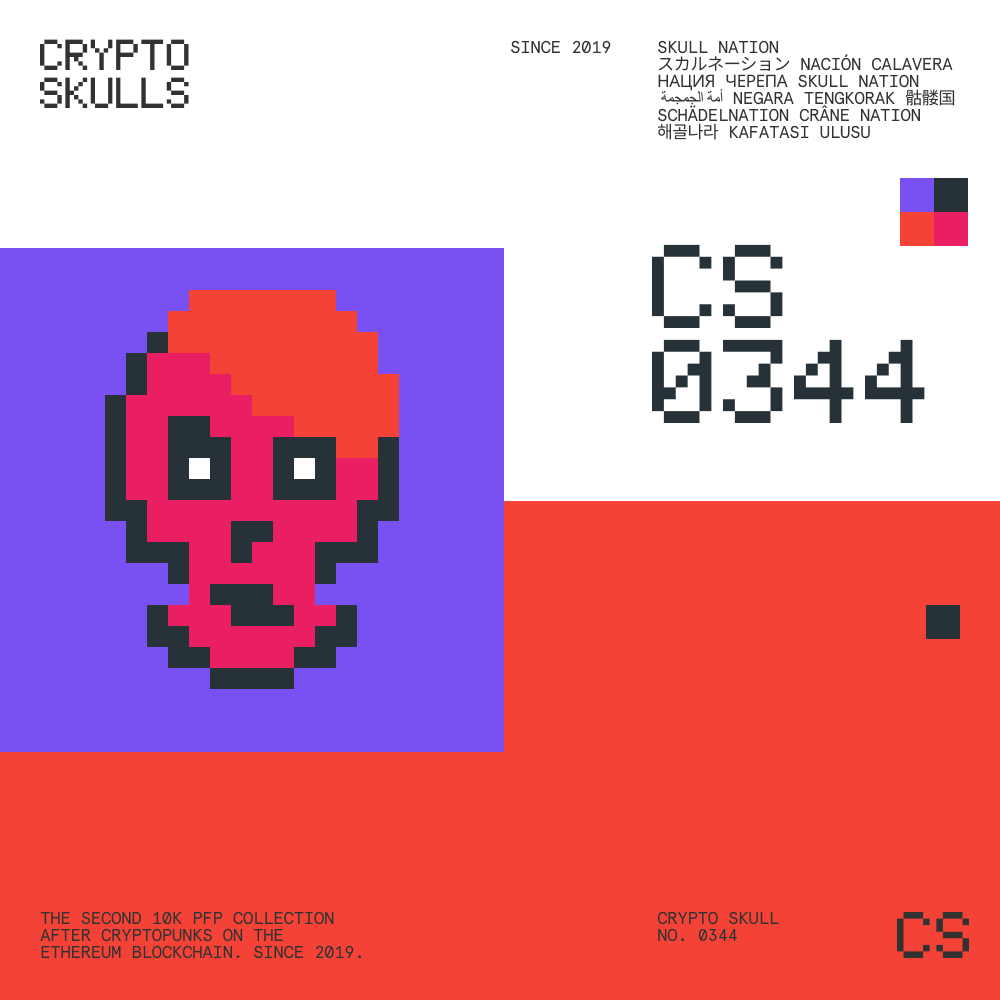 CRYPTO
SKULLS
SINCE 2019
SKULL NATION
スカルネーション NACIÓN CALAVERA
НАЦИЯ ЧЕРЕПА SKULL NATION
أمة الجمجمة NEGARA TENGKORAK 骷髅国
SCHÄDELNATION CRÂNE NATION
해골나라 KAFATASI ULUSU
CS
0344
THE SECOND 10K PFP COLLECTION
AFTER CRYPTOPUNKS ON THE
ETHEREUM BLOCKCHAIN. SINCE 2019.
CRYPTO SKULL
NO. 0344
CS